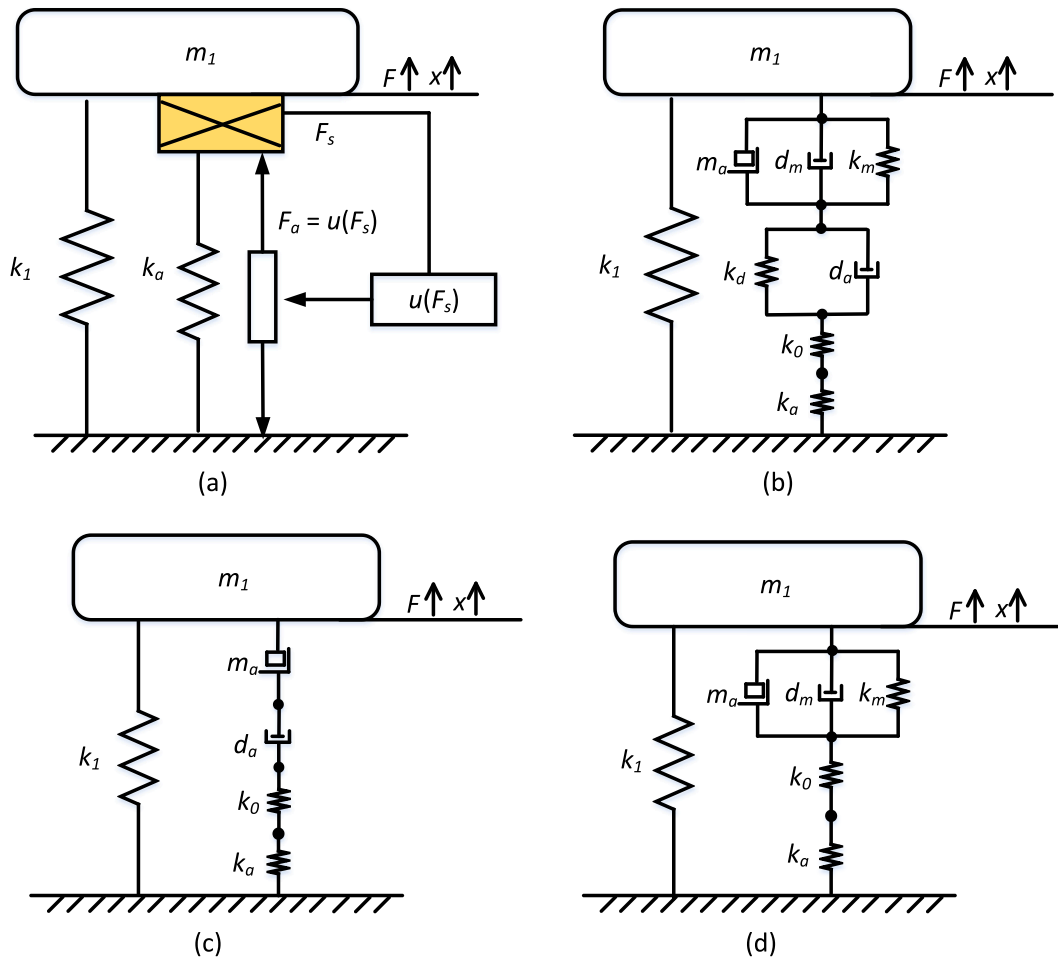 m1
F x
Fs
Fa = u(Fs)
k1
ka
u(Fs)
(a)
m1
F x
ma
dm
km
k1
kd
da
k0
ka
(b)
m1
F x
ma
da
k1
k0
ka
(c)
m1
F x
ma
dm
km
k1
k0
ka
(d)